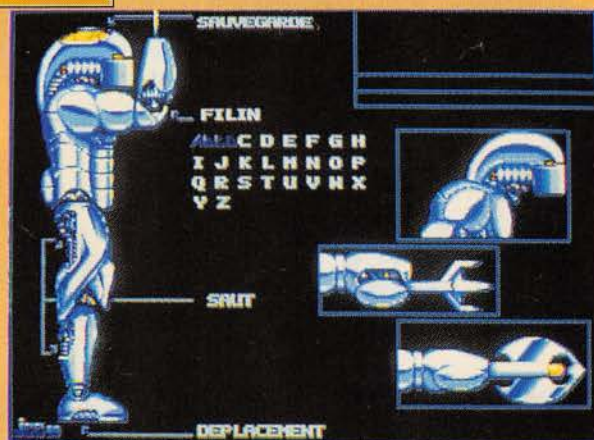 SAUVEGARDE
FILIN
C D E F G H
I J K L M N O P
Q R S T U V W X
Y Z
SAUT
DEPLACEMENT